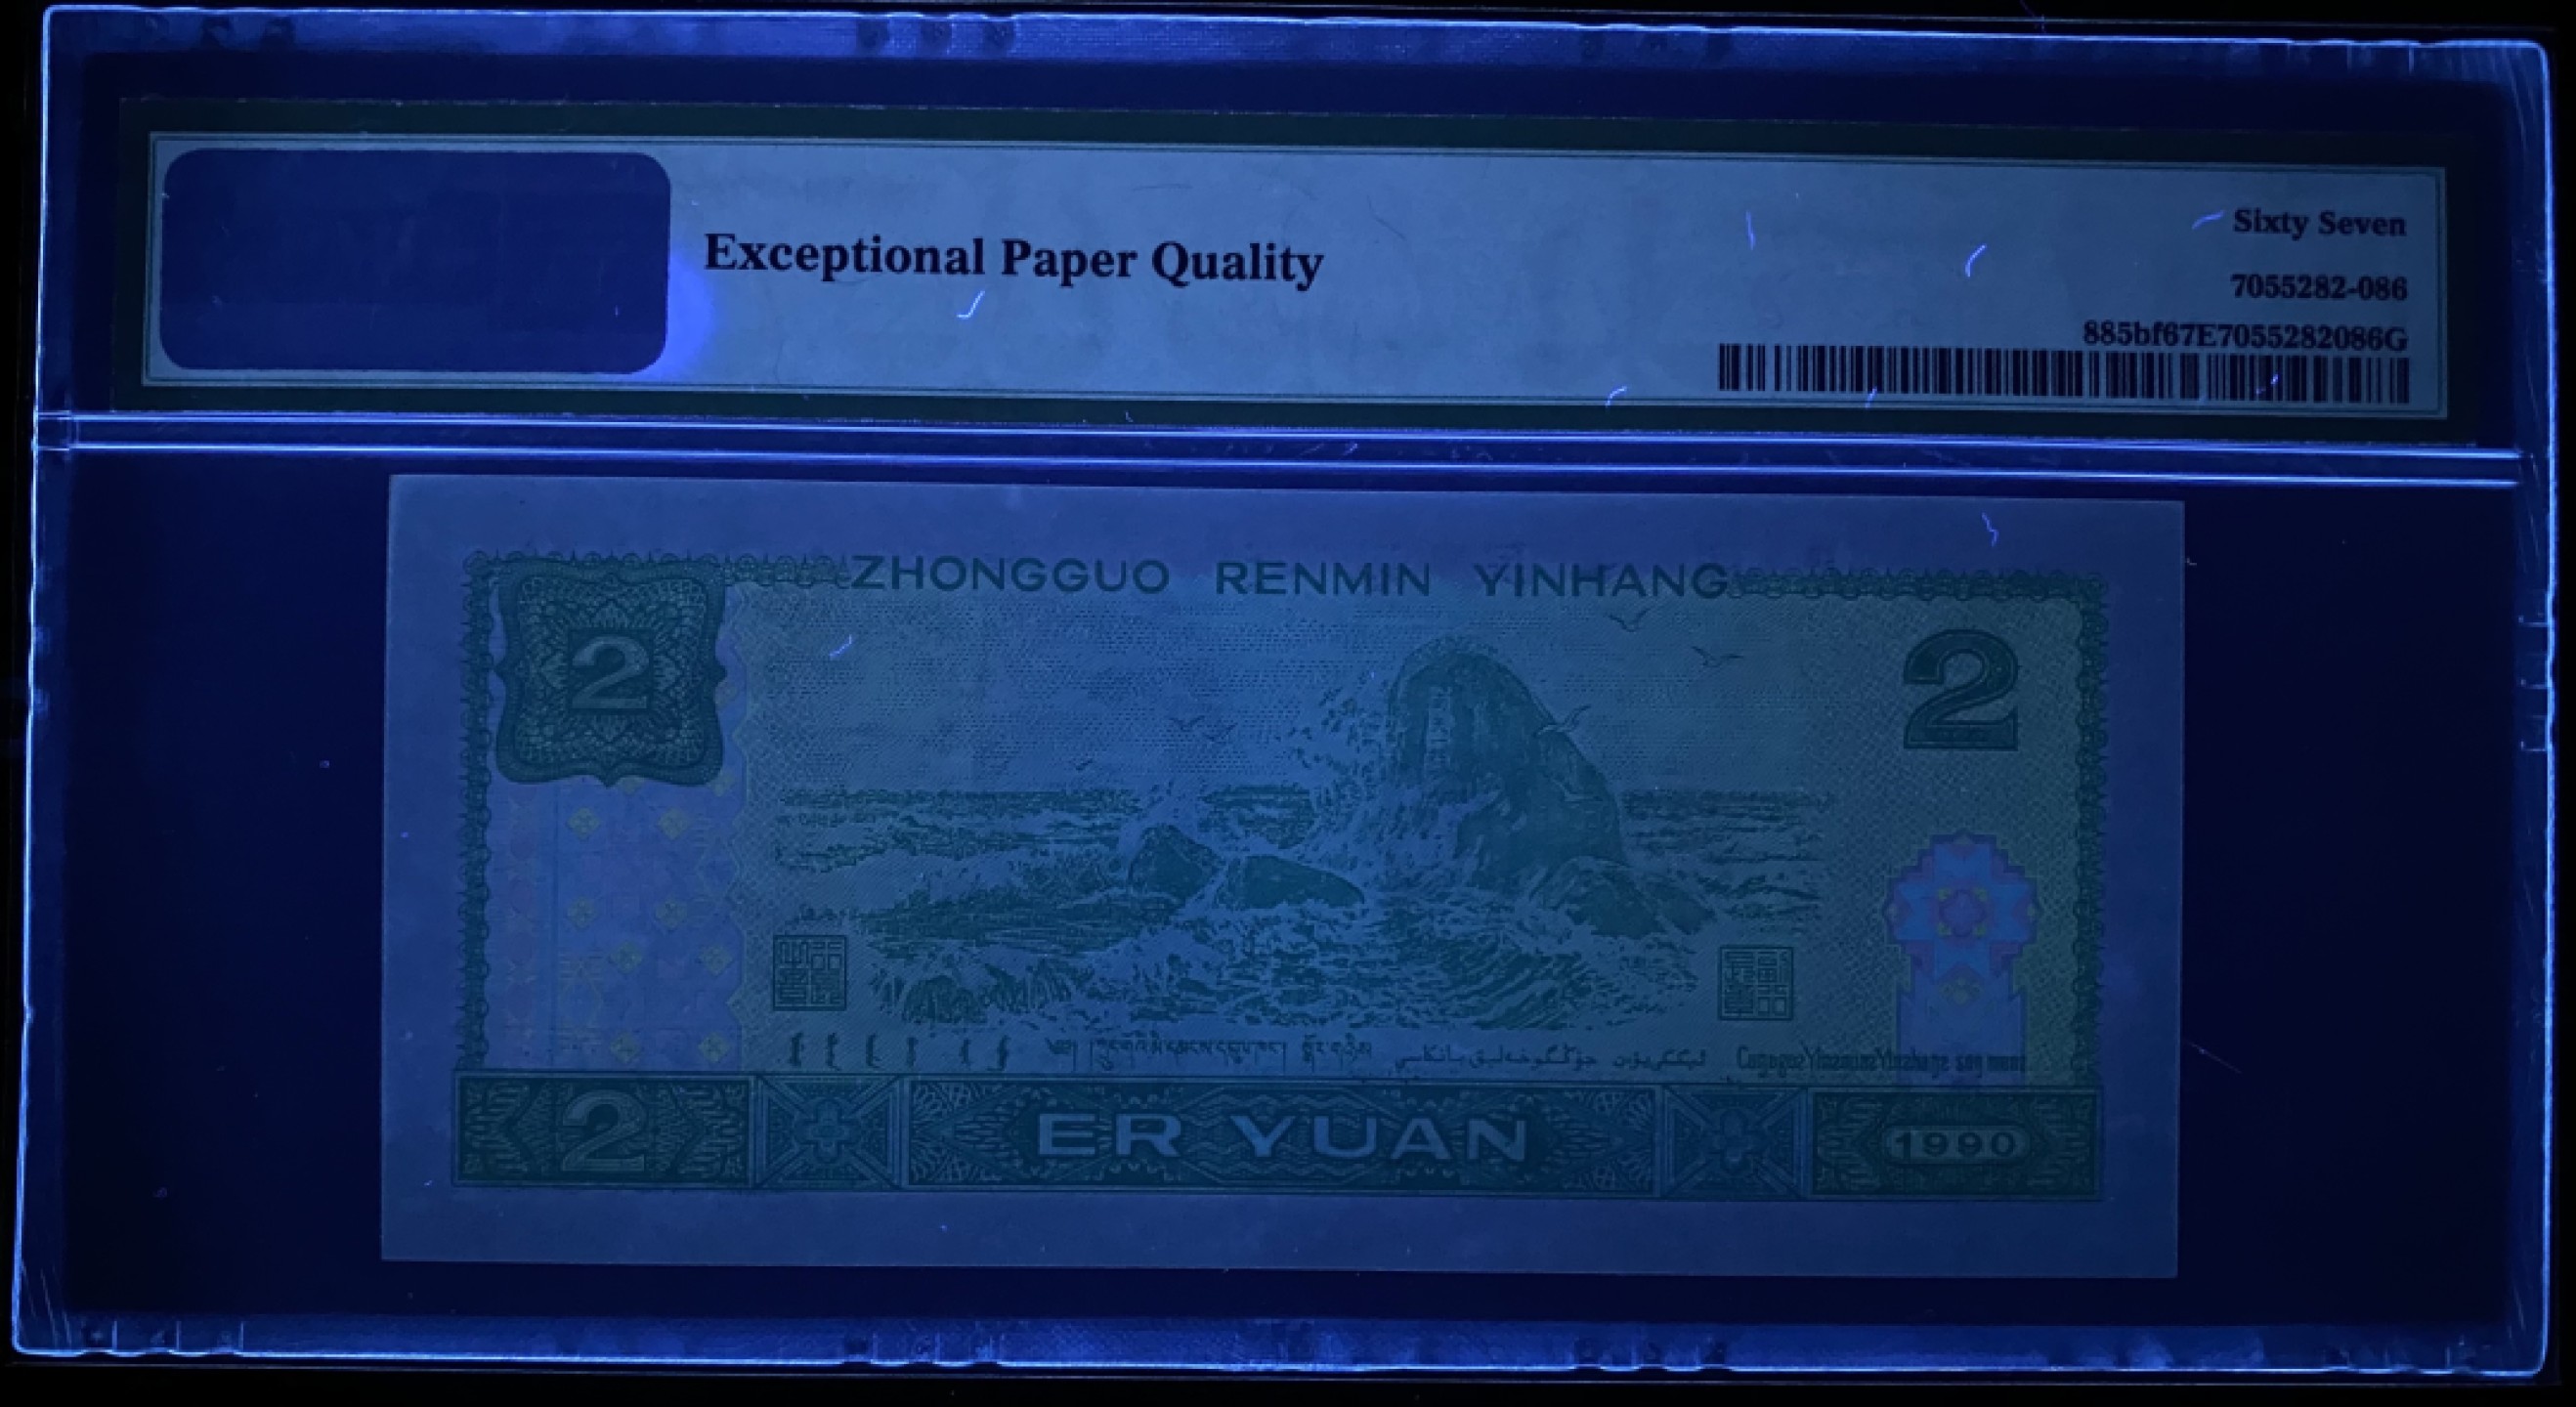 Exceptional Paper Quality
Sixty Seven
7055282-086
885bf67E7055282086G
ZHONGGUO RENMIN YINHANG
2
2
2
ER YUAN
1990